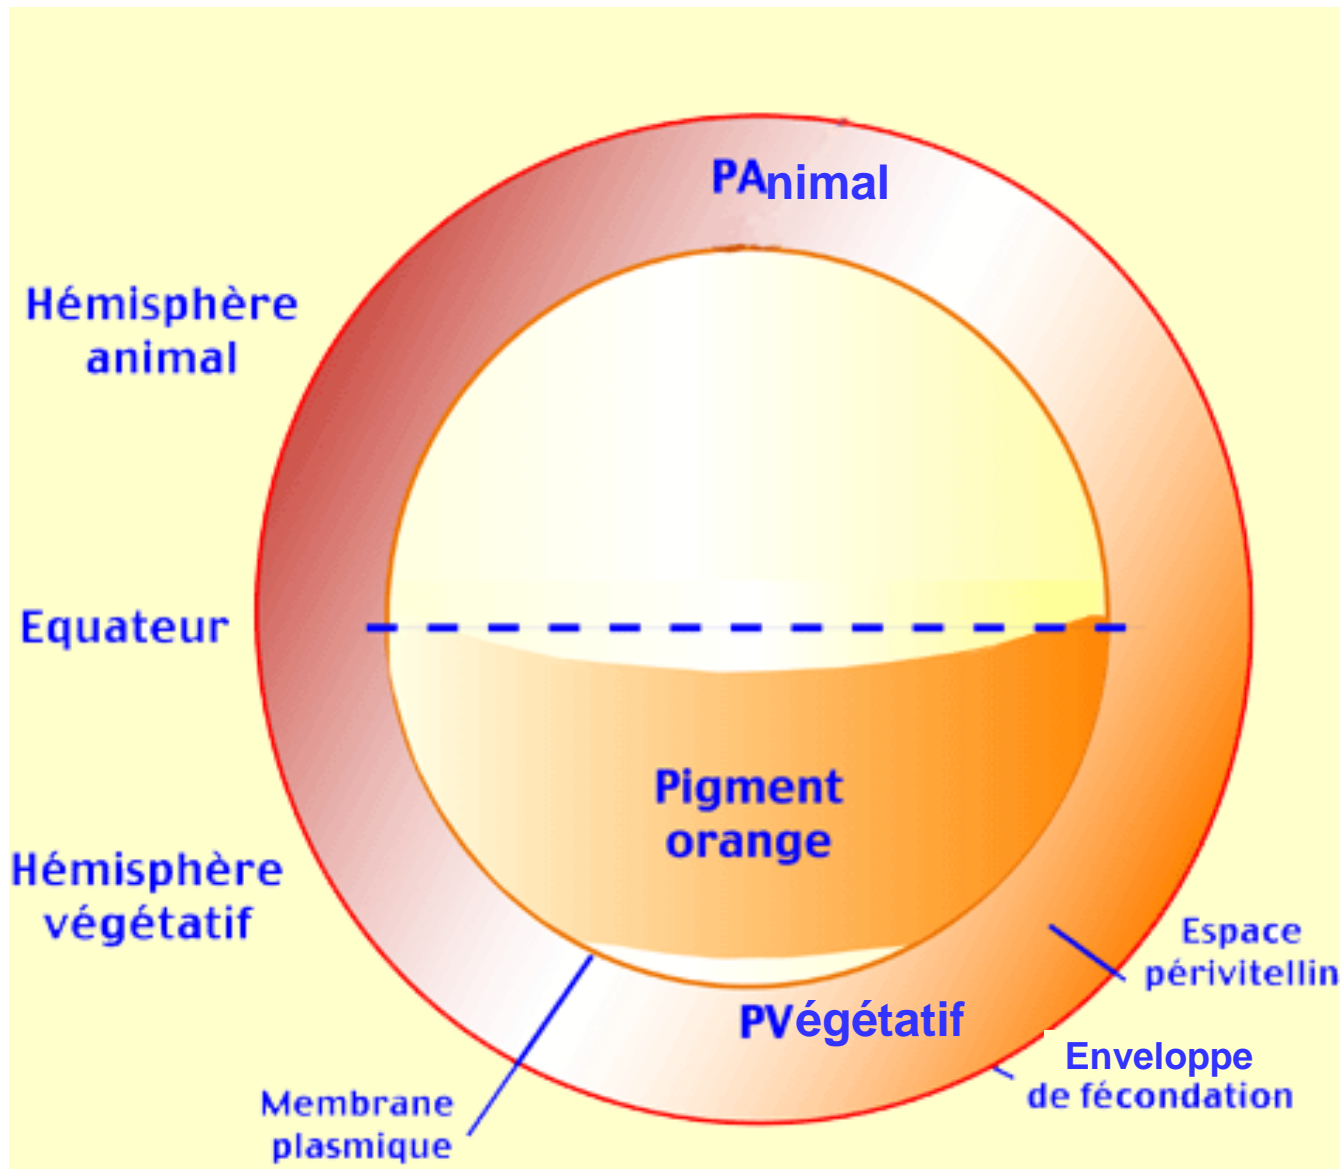 PAnimal
Hémisphère
animal
Equateur
Pigment
orange
Hémisphère
végétatif
Espace
périvitellin
PVégétatif
Enveloppe
de fécondation
Membrane
plasmique